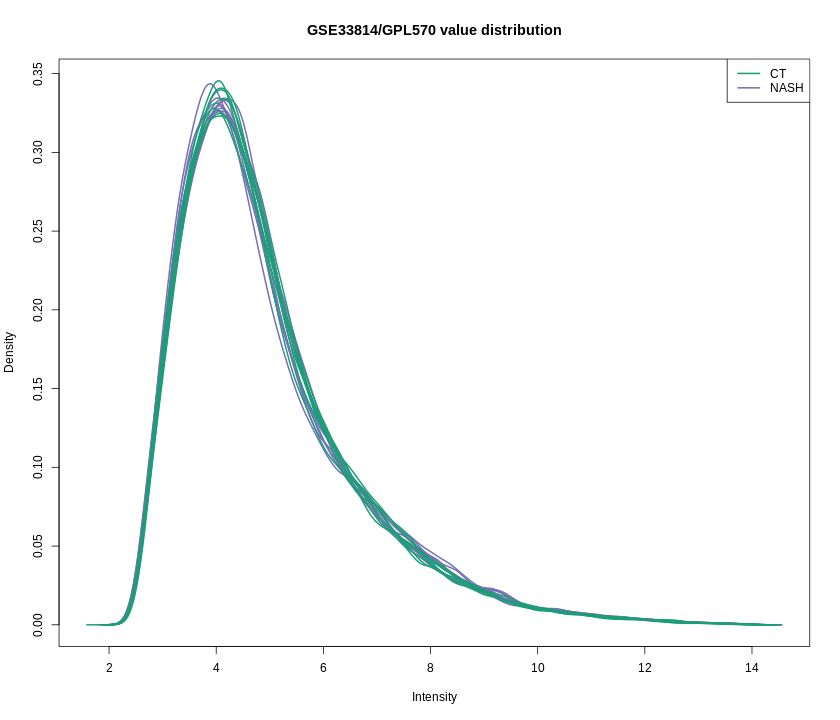 GSE33814/GPL570 value distribution
CT
NASH
Density
0.35
0.30
0.25
0.20
0.15
0.10
0.05
0.00
2 4 6 8 10 12 14
Intensity